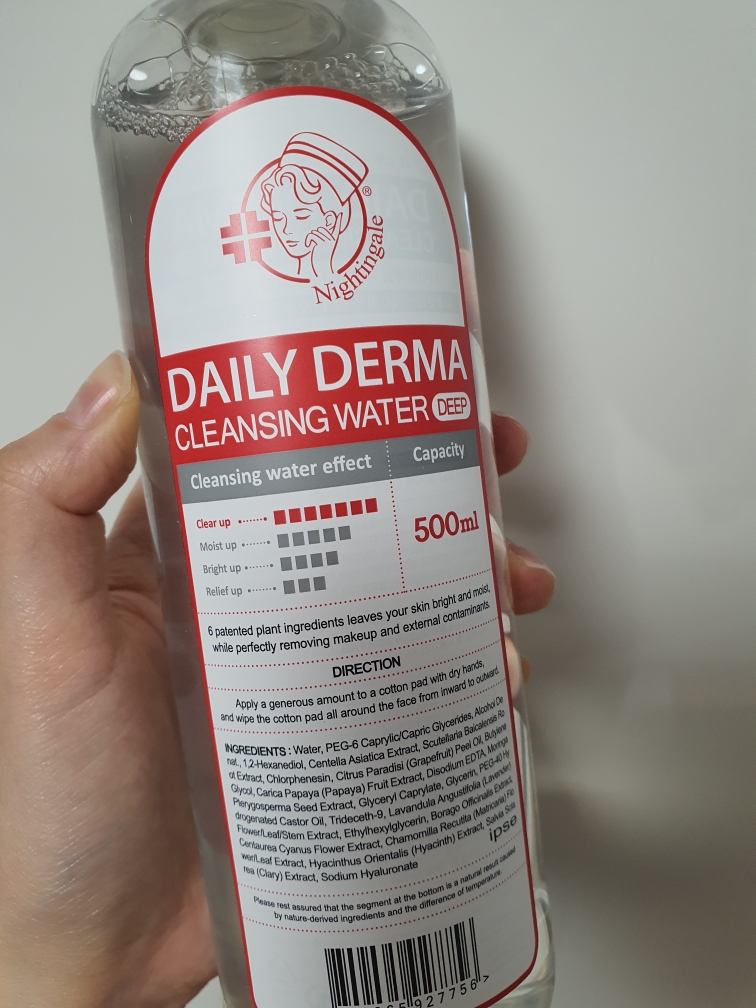 ®
Nightingale
DAILY DERMA
CLEANSING WATER DEEP
Cleansing water effect Capacity
Clear up
Moist up
Bright up
Relief up
500ml
6 patented plant ingredients leaves your skin bright and moist,
while perfectly removing makeup and external contaminants.
DIRECTION
Apply a generous amount to a cotton pad with dry hands,
and wipe the cotton pad all around the face from inward to outward.
INGREDIENTS : Water, PEG-6 Caprylic/Capric Glycerides, Alcohol De
nat., 1,2-Hexanediol, Centella Asiatica Extract, Scutellaria Baicalensis Ro
ot Extract, Chlorphenesin, Citrus Paradisi (Grapefruit) Peel Oil, Butylene
Glycol, Carica Papaya (Papaya) Fruit Extract, Disodium EDTA, Moringa
Pterygosperma Seed Extract, Glyceryl Caprylate, Glycerin, PEG-40 Hy
drogenated Castor Oil, Trideceth-9, Lavandula Angustifolia (Lavender)
Flower/Leaf/Stem Extract, Ethylhexylglycerin, Borago Officinalis Extract,
Centaurea Cyanus Flower Extract, Chamomilla Recutita (Matricaria) Flo
wer/Leaf Extract, Hyacinthus Orientalis (Hyacinth) Extract, Salvia Scla
rea (Clary) Extract, Sodium Hyaluronate
ipse
Please rest assured that the segment at the bottom is a natural result caused
by nature-derived ingredients and the difference of temperature.
927756 >